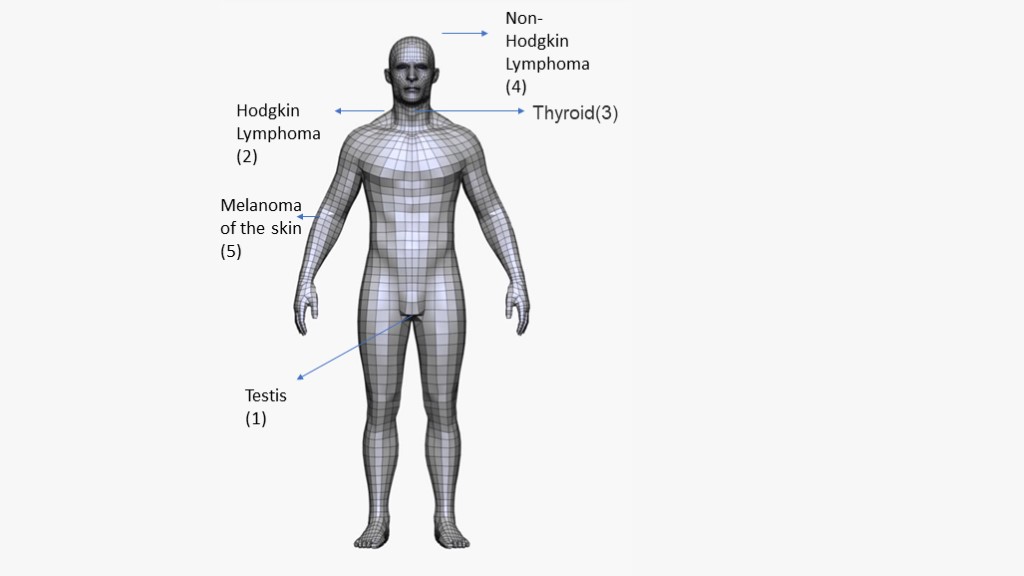 Non-
Hodgkin
Lymphoma
(4)
Hodgkin
Lymphoma
(2)
Thyroid(3)
Melanoma
of the skin
(5)
Testis
(1)